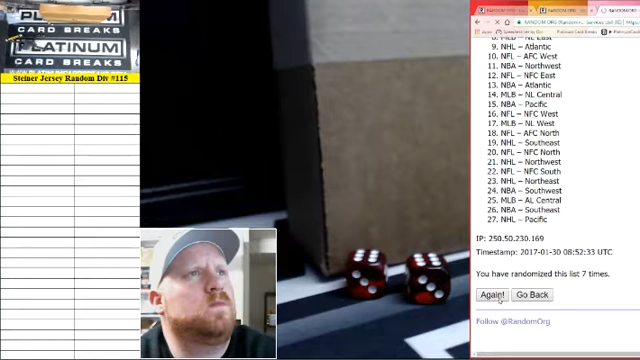 PLATINUM
CARD BREAKS
PLATINUM
CARD BREAKS
Steiner Jersey Random Div #115
8. MLB – NL East
9. NHL – Atlantic
10. NFL – AFC West
11. NBA – Northwest
12. NFL – NFC East
13. NBA – Atlantic
14. MLB – NL Central
15. NBA – Pacific
16. NFL – NFC West
17. MLB – NL West
18. NFL – AFC North
19. NHL – Southeast
20. NFL – NFC North
21. NHL – Northwest
22. NFL – NFC South
23. NHL – Northeast
24. NBA – Southwest
25. MLB – AL Central
26. NBA – Southeast
27. NHL – Pacific
IP: 250.50.230.169
Timestamp: 2017-01-30 08:52:33 UTC
You have randomized this list 7 times.
Again!
Go Back
Follow @RandomOrg